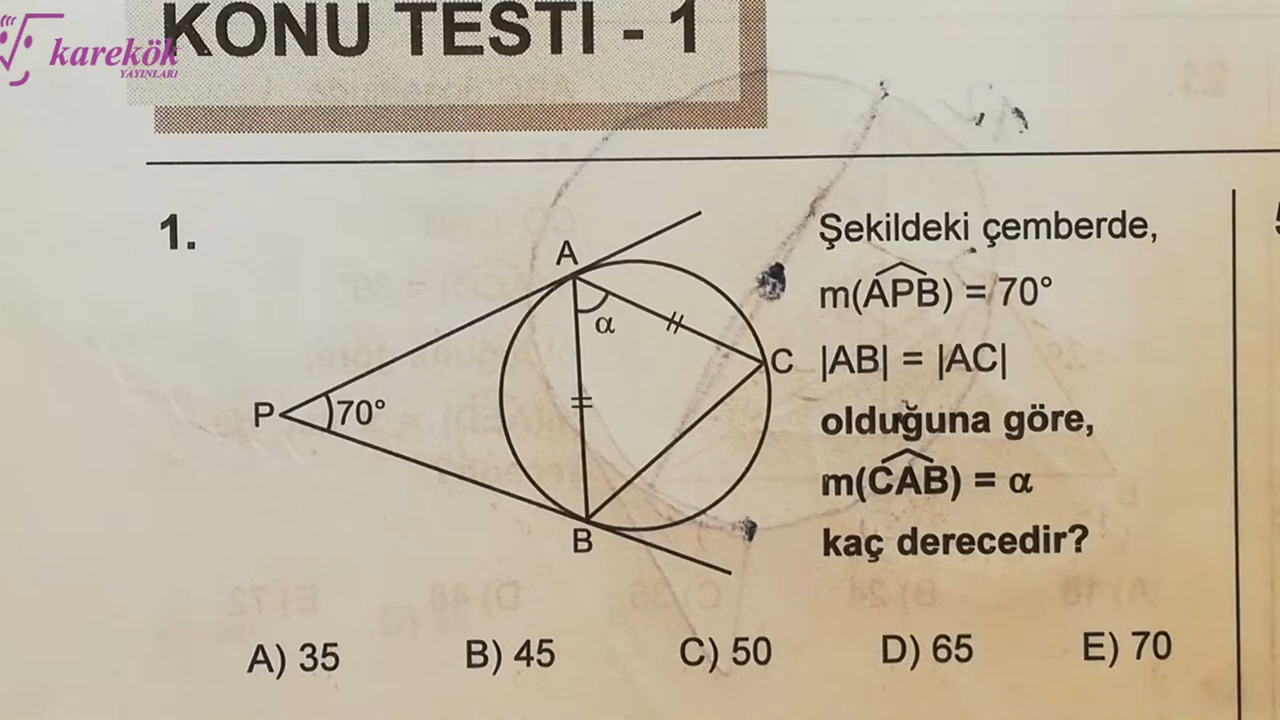 karekök
YAYINLARI
KONU TESTİ - 1
1.
Şekildeki çemberde,
m(APB) = 70°
|AB| = |AC|
olduğuna göre,
m(CAB) = α
kaç derecedir?
A
α
C
P
70°
B
A) 35 B) 45 C) 50 D) 65 E) 70